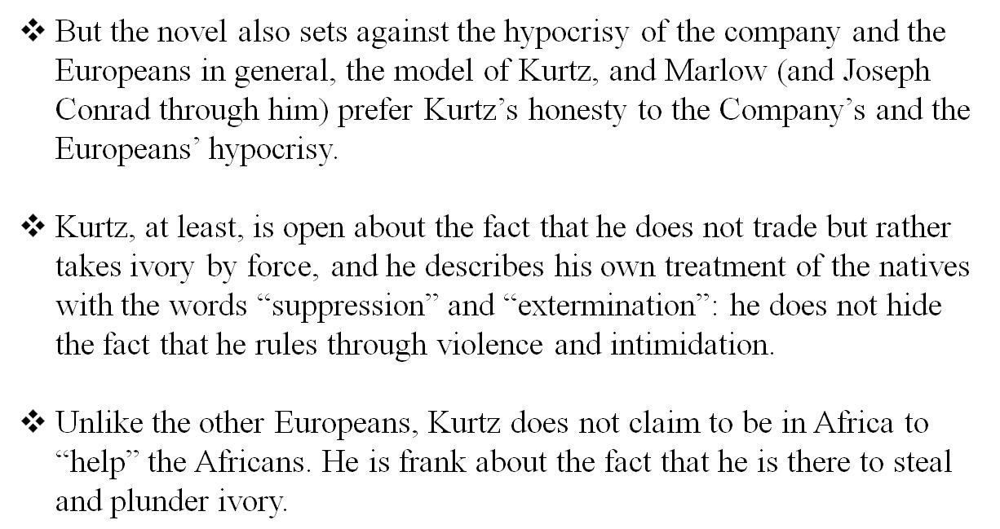 ❖ But the novel also sets against the hypocrisy of the company and the
Europeans in general, the model of Kurtz, and Marlow (and Joseph
Conrad through him) prefer Kurtz’s honesty to the Company’s and the
Europeans’ hypocrisy.
❖ Kurtz, at least, is open about the fact that he does not trade but rather
takes ivory by force, and he describes his own treatment of the natives
with the words “suppression” and “extermination”: he does not hide
the fact that he rules through violence and intimidation.
❖ Unlike the other Europeans, Kurtz does not claim to be in Africa to
“help” the Africans. He is frank about the fact that he is there to steal
and plunder ivory.